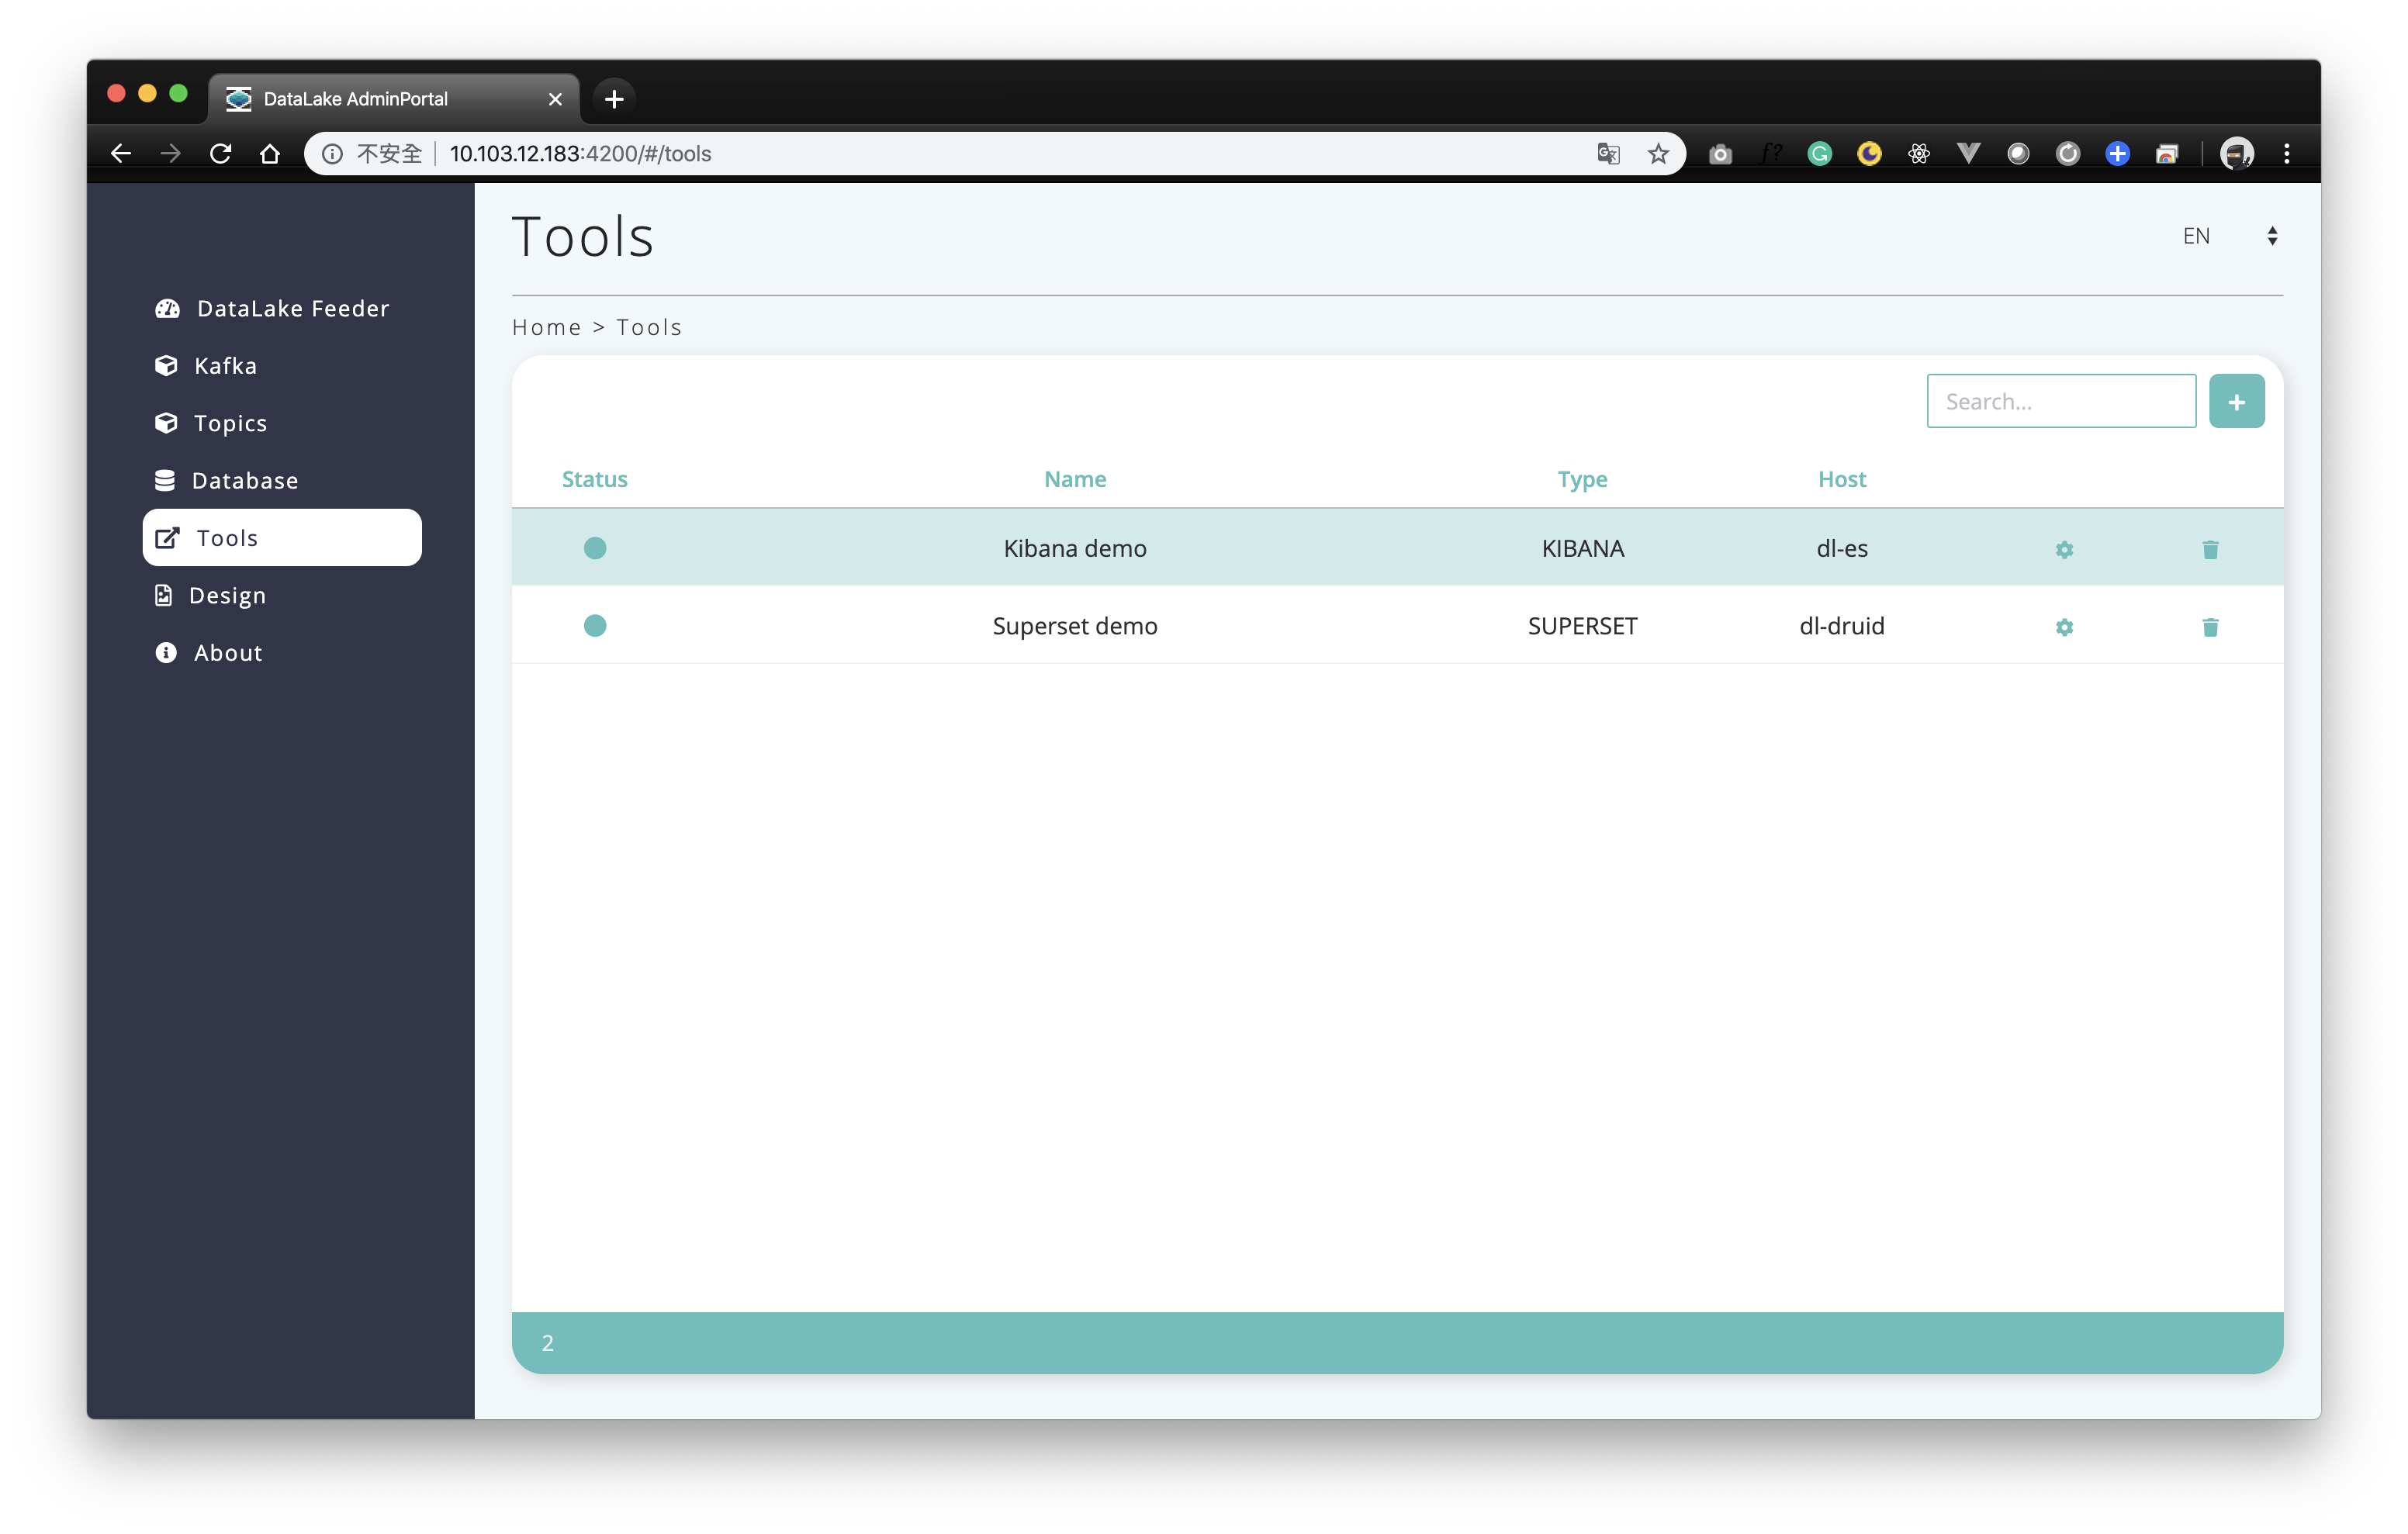 DataLake AdminPortal
不安全 10.103.12.183:4200/#/tools
Tools
EN
DataLake Feeder
Kafka
Topics
Database
Tools
Design
About
Home > Tools
Search...
Status Name Type Host
Kibana demo KIBANA dl-es
Superset demo SUPERSET dl-druid
2